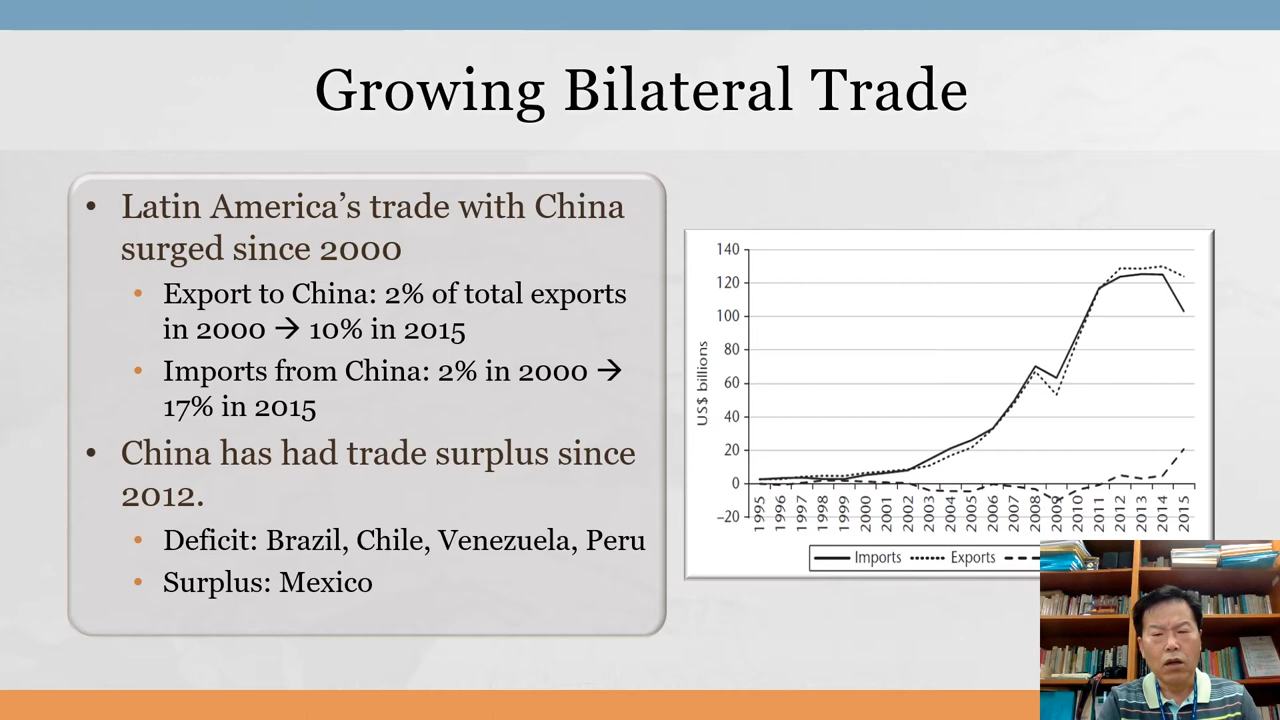 Growing Bilateral Trade
• Latin America’s trade with China
surged since 2000
• Export to China: 2% of total exports
in 2000 → 10% in 2015
• Imports from China: 2% in 2000 →
17% in 2015
• China has had trade surplus since
2012.
• Deficit: Brazil, Chile, Venezuela, Peru
• Surplus: Mexico
US$ billions
140
120
100
80
60
40
20
0
–20
1995 1996 1997 1998 1999 2000 2001 2002 2003 2004 2005 2006 2007 2008 2009 2010 2011 2012 2013 2014 2015
Imports Exports